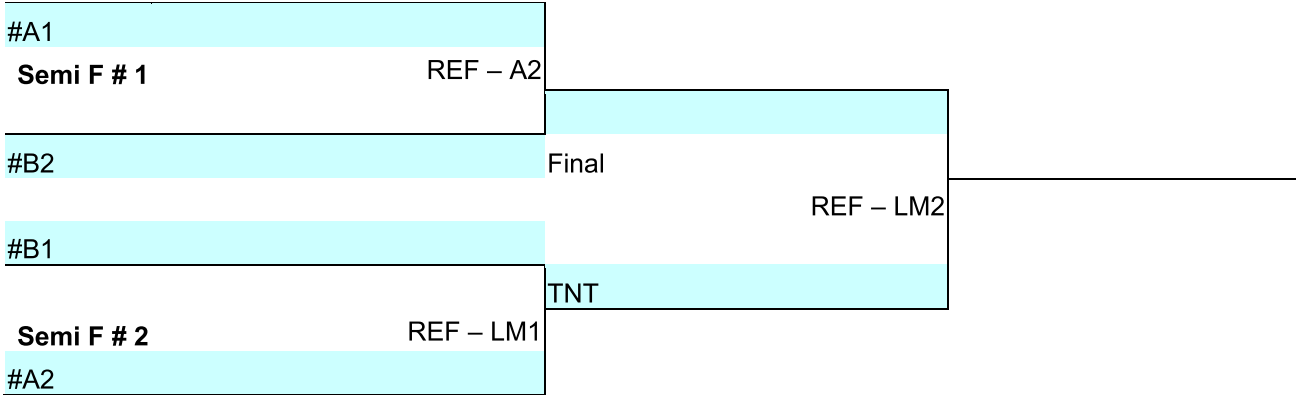 #A1
Semi F # 1
REF – A2
#B2
Final
REF – LM2
#B1
TNT
Semi F # 2
REF – LM1
#A2